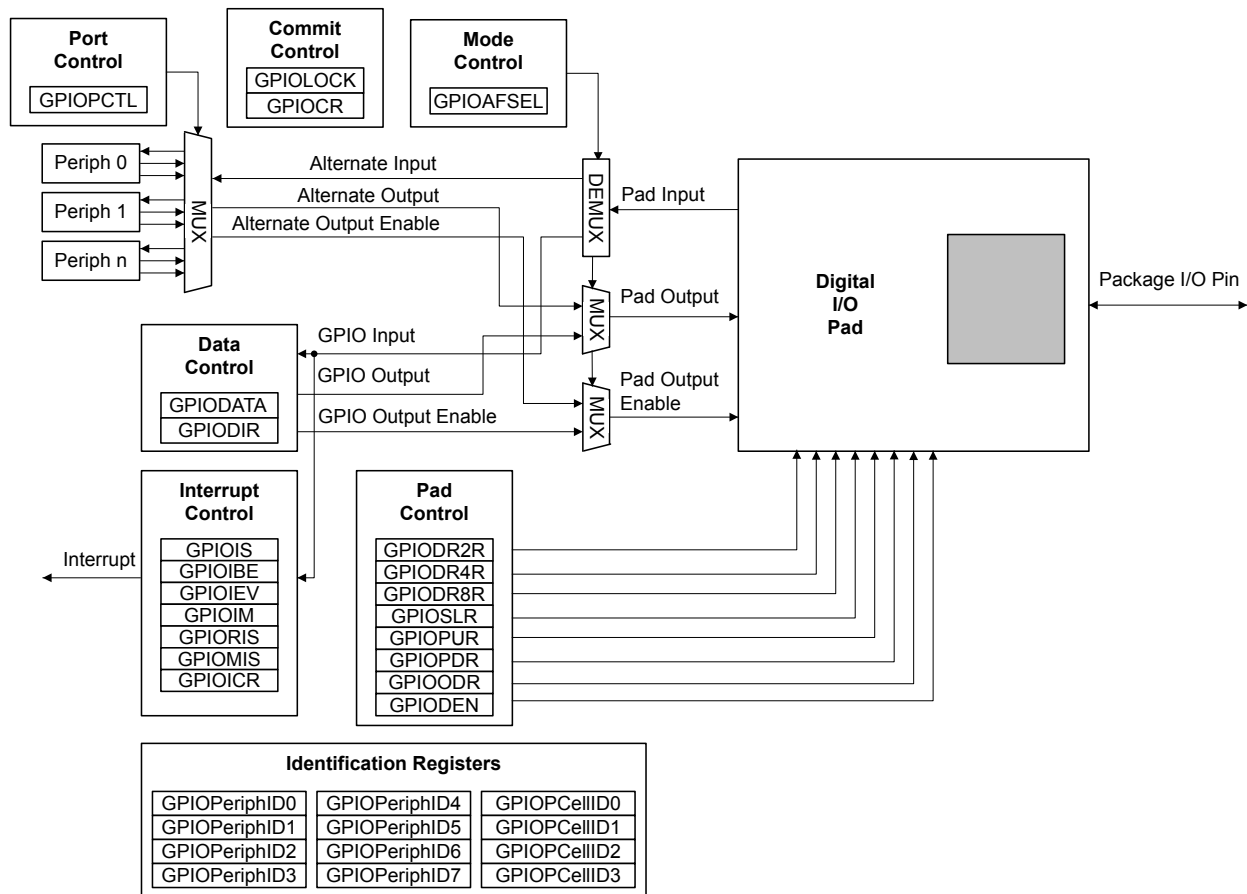 Port
Control
GPIOPCTL
Commit
Control
GPIOLOCK
GPIOCR
Mode
Control
GPIOAFSEL
Periph 0
Periph 1
Periph n
MUX
Alternate Input
Alternate Output
Alternate Output Enable
DEMUX
Pad Input
MUX
Pad Output
MUX
Pad Output
Enable
Digital
I/O
Pad
Package I/O Pin
Data
Control
GPIODATA
GPIODIR
GPIO Input
GPIO Output
GPIO Output Enable
Interrupt
Control
GPIOIS
GPIOIBE
GPIOIEV
GPIOIM
GPIORIS
GPIOMIS
GPIOICR
Interrupt
Pad
Control
GPIODR2R
GPIODR4R
GPIODR8R
GPIOSLR
GPIOPUR
GPIOPDR
GPIOODR
GPIODEN
Identification Registers
GPIOPeriphID0
GPIOPeriphID1
GPIOPeriphID2
GPIOPeriphID3
GPIOPeriphID4
GPIOPeriphID5
GPIOPeriphID6
GPIOPeriphID7
GPIOPCellID0
GPIOPCellID1
GPIOPCellID2
GPIOPCellID3